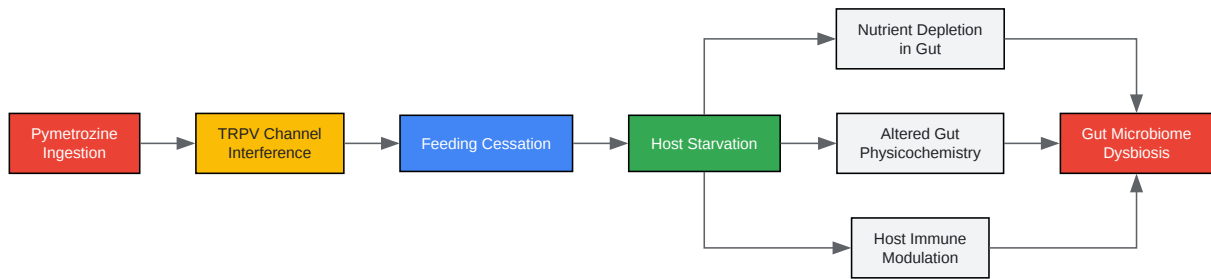 Pymetrozine
Ingestion
TRPV Channel
Interference
Feeding Cessation
Host Starvation
Nutrient Depletion
in Gut
Altered Gut
Physicochemistry
Host Immune
Modulation
Gut Microbiome
Dysbiosis